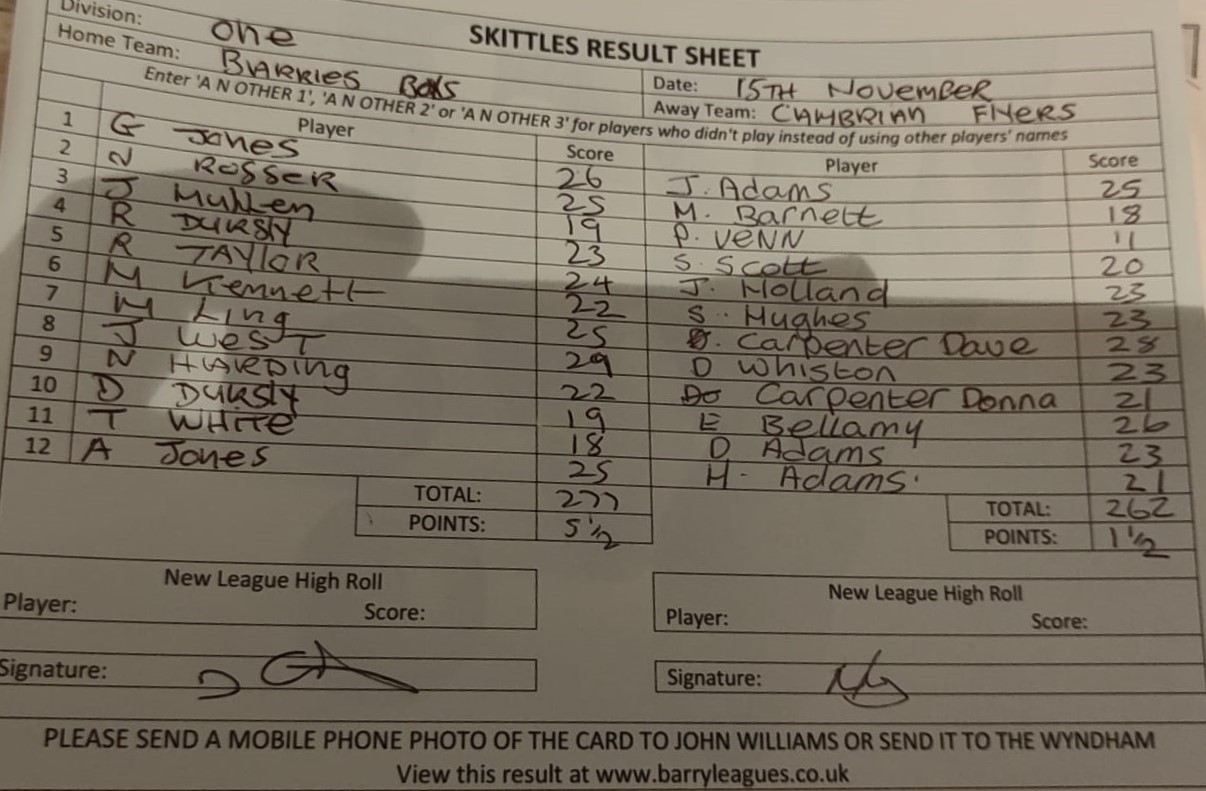 SKITTLES RESULT SHEET
Division: One
Home Team: BARRIES BOYS
Date: 15TH NOVEMBER
Away Team: CAMBRIAN FLYERS
Enter 'A N OTHER 1', 'A N OTHER 2' or 'A N OTHER 3' for players who didn't play instead of using other players' names
Player Score Player Score
1 G Jones 26 J. Adams 25
2 N ROSSER 25 M. Barnett 18
3 J Mullen 19 P. VENN 11
4 R DURSLY 23 S. Scott 20
5 R TAYLOR 24 J. Holland 23
6 M Kennett 22 S. Hughes 23
7 M Ling 25 D. Carpenter Dave 28
8 J WEST 29 D Whiston 23
9 N HARDING 22 Do Carpenter Donna 21
10 D DURSLY 19 E Bellamy 26
11 T WHITE 18 D Adams 23
12 A Jones 25 H. Adams. 21
TOTAL: 277 TOTAL: 262
POINTS: 5 1/2 POINTS: 1 1/2
New League High Roll New League High Roll
Player: Score: Player: Score:
Signature: Signature:
PLEASE SEND A MOBILE PHONE PHOTO OF THE CARD TO JOHN WILLIAMS OR SEND IT TO THE WYNDHAM
View this result at www.barryleagues.co.uk